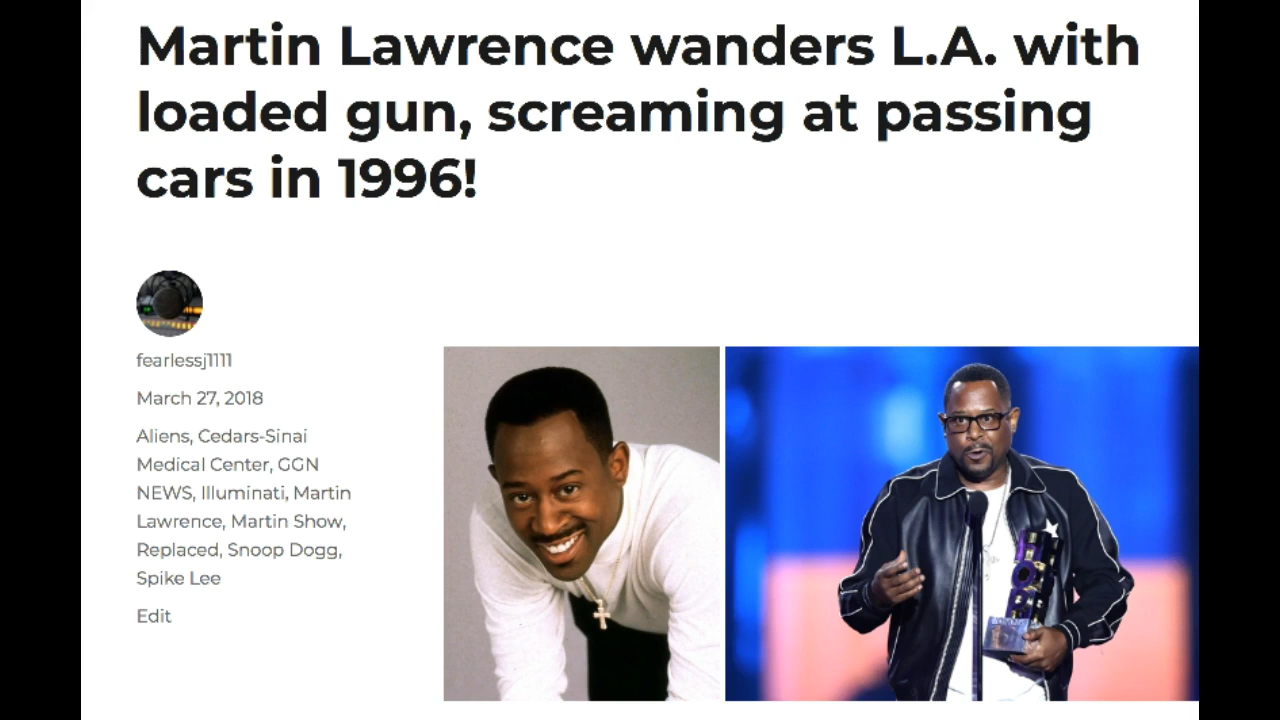 Martin Lawrence wanders L.A. with
loaded gun, screaming at passing
cars in 1996!
fearlessj1111
March 27, 2018
Aliens, Cedars-Sinai
Medical Center, GGN
NEWS, Illuminati, Martin
Lawrence, Martin Show,
Replaced, Snoop Dogg,
Spike Lee
Edit